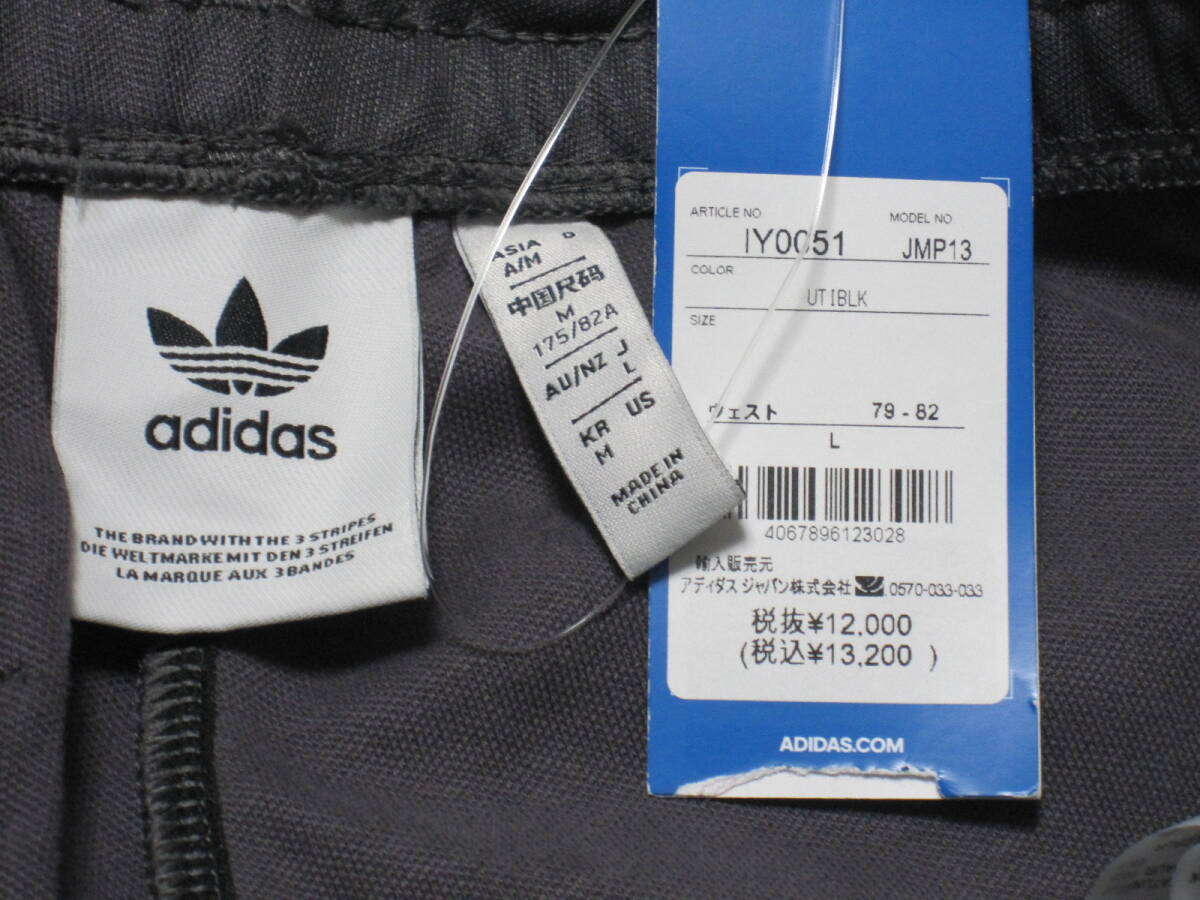 adidas
THE BRAND WITH THE 3 STRIPES
DIE WELTMARKE MIT DEN 3 STREIFEN
LA MARQUE AUX 3 BANDES
ASIA D
A/M
中国尺码
M
175/82A
AU/NZ J
L
KR US
M
MADE IN
CHINA
ARTICLE NO MODEL NO
IY0051 JMP13
COLOR
UTIBLK
SIZE
ウェスト 79-82
L
4067896123028
輸入販売元
アディダス ジャパン株式会社 0570-033-033
税抜¥12,000
(税込¥13,200 )
ADIDAS.COM